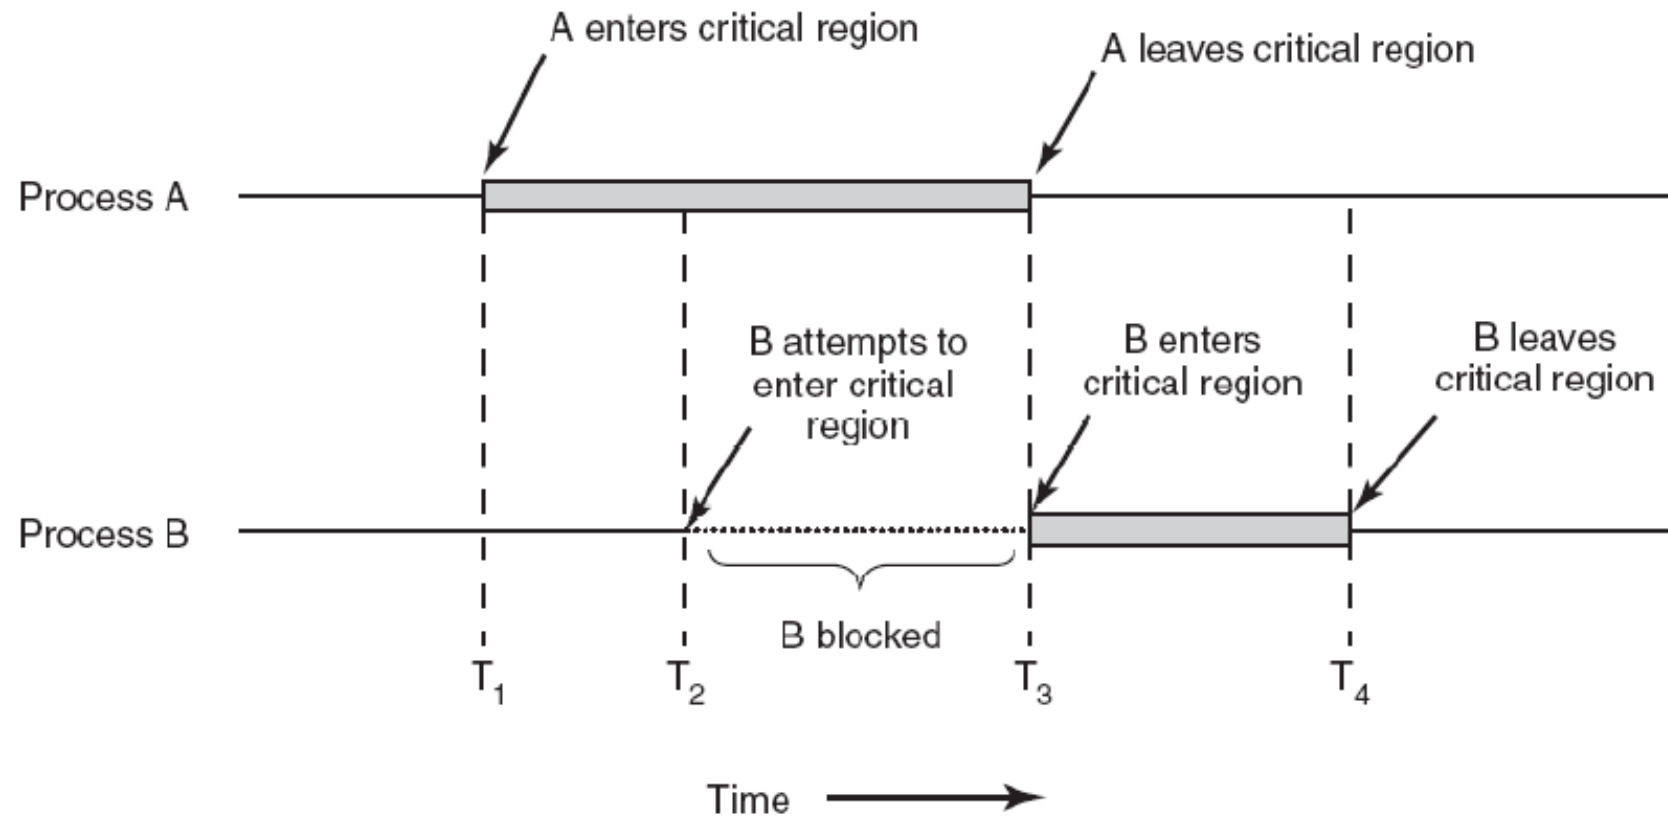 A enters critical region
A leaves critical region
Process A
B attempts to
enter critical
region
B enters
critical region
B leaves
critical region
Process B
B blocked
T1
T2
T3
T4
Time